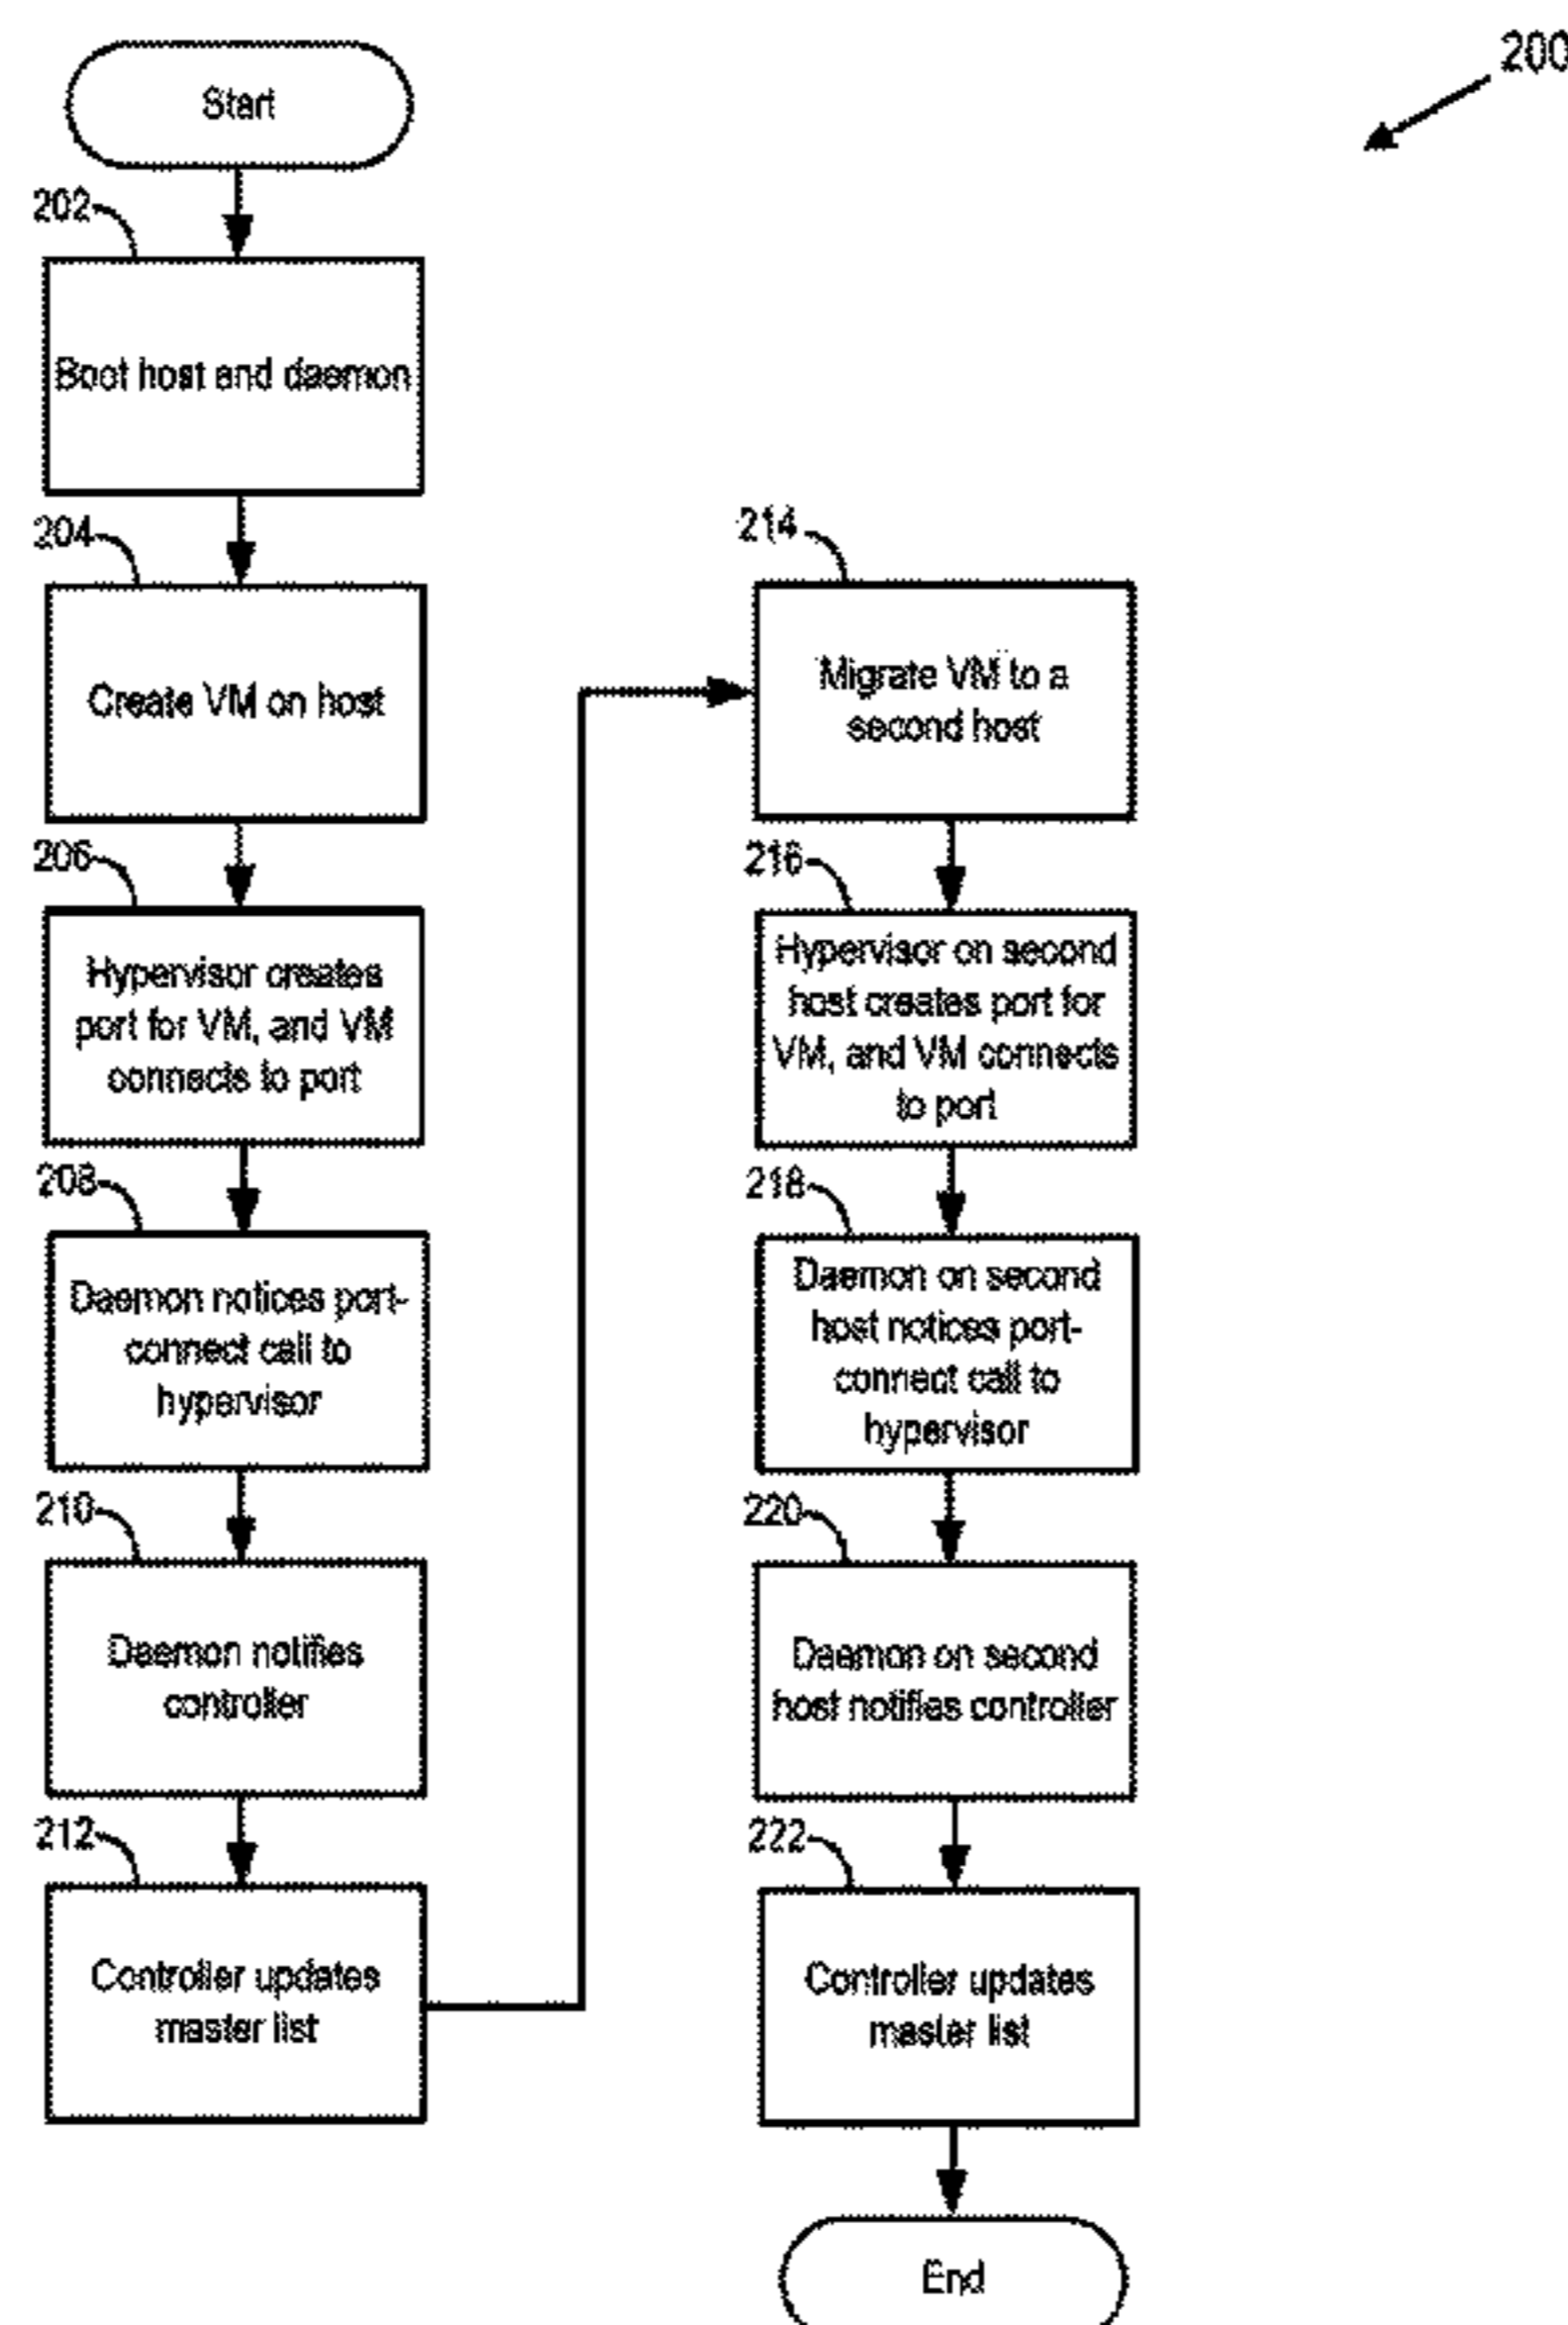 200
Start
202
Boot host and daemon
204
Create VM on host
206
Hypervisor creates
port for VM, and VM
connects to port
208
Daemon notices port-
connect call to
hypervisor
210
Daemon notifies
controller
212
Controller updates
master list
214
Migrate VM to a
second host
216
Hypervisor on second
host creates port for
VM, and VM connects
to port
218
Daemon on second
host notices port-
connect call to
hypervisor
220
Daemon on second
host notifies controller
222
Controller updates
master list
End